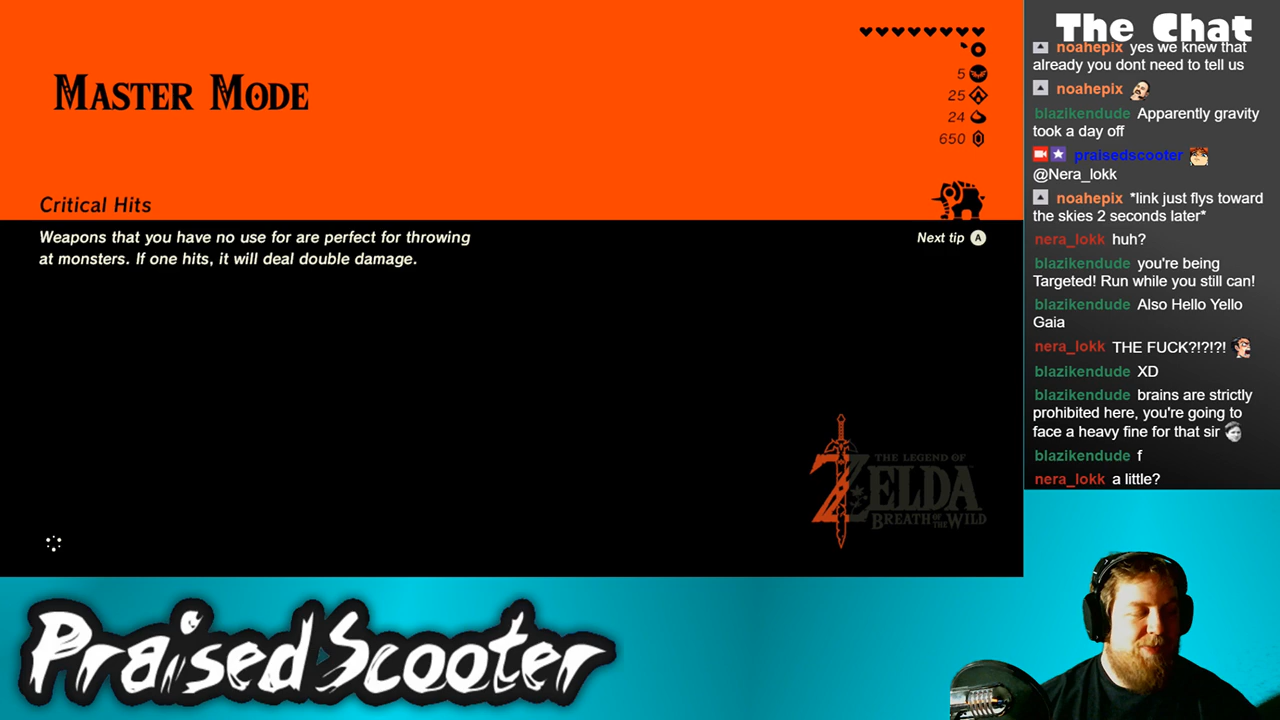 Master Mode
5
25
24
650
Critical Hits
Weapons that you have no use for are perfect for throwing
at monsters. If one hits, it will deal double damage.
Next tip A
THE LEGEND OF
ZELDA
BREATH OF THE WILD
PraisedScooter
The Chat
noahepix yes we knew that
already you dont need to tell us
noahepix
blazikendude Apparently gravity
took a day off
praisedscooter
@Nera_lokk
noahepix *link just flys toward
the skies 2 seconds later*
nera_lokk huh?
blazikendude you're being
Targeted! Run while you still can!
blazikendude Also Hello Yello
Gaia
nera_lokk THE FUCK?!?!?!
blazikendude XD
blazikendude brains are strictly
prohibited here, you're going to
face a heavy fine for that sir
blazikendude f
nera_lokk a little?